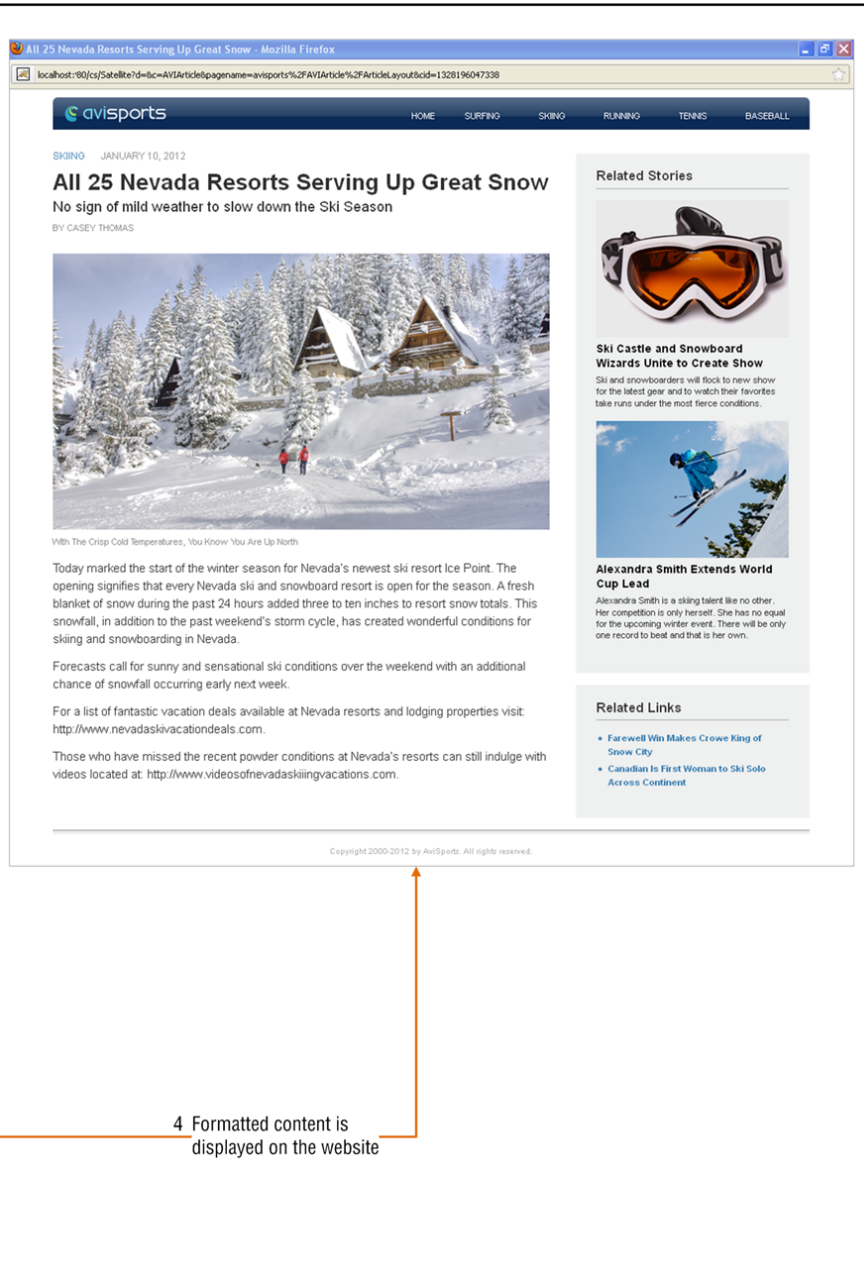 All 25 Nevada Resorts Serving Up Great Snow - Mozilla Firefox
localhost:80/cs/Satellite?d=&c=AVIArticle&pagename=avisports%2FAVIArticle%2FArticleLayout&cid=1328196047338
avisports
HOME SURFING SKIING RUNNING TENNIS BASEBALL
SKIING JANUARY 10, 2012
All 25 Nevada Resorts Serving Up Great Snow
No sign of mild weather to slow down the Ski Season
BY CASEY THOMAS
With The Crisp Cold Temperatures, You Know You Are Up North
Today marked the start of the winter season for Nevada's newest ski resort Ice Point. The
opening signifies that every Nevada ski and snowboard resort is open for the season. A fresh
blanket of snow during the past 24 hours added three to ten inches to resort snow totals. This
snowfall, in addition to the past weekend's storm cycle, has created wonderful conditions for
skiing and snowboarding in Nevada.
Forecasts call for sunny and sensational ski conditions over the weekend with an additional
chance of snowfall occurring early next week.
For a list of fantastic vacation deals available at Nevada resorts and lodging properties visit:
http://www.nevadaskivacationdeals.com.
Those who have missed the recent powder conditions at Nevada's resorts can still indulge with
videos located at: http://www.videosofnevadaskiiingvacations.com.
Related Stories
Ski Castle and Snowboard
Wizards Unite to Create Show
Ski and snowboarders will flock to new show
for the latest gear and to watch their favorites
take runs under the most fierce conditions.
Alexandra Smith Extends World
Cup Lead
Alexandra Smith is a skiing talent like no other.
Her competition is only herself. She has no equal
for the upcoming winter event. There will be only
one record to beat and that is her own.
Related Links
• Farewell Win Makes Crowe King of
Snow City
• Canadian Is First Woman to Ski Solo
Across Continent
Copyright 2000-2012 by AviSports. All rights reserved.
4 Formatted content is
displayed on the website